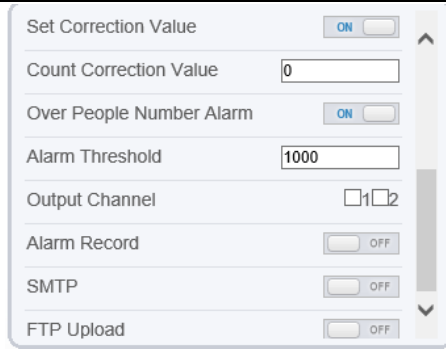 Set Correction Value ON
Count Correction Value 0
Over People Number Alarm ON
Alarm Threshold 1000
Output Channel 1 2
Alarm Record OFF
SMTP OFF
FTP Upload OFF